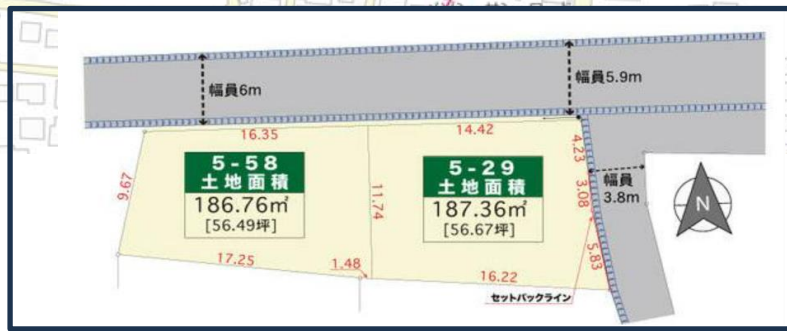 幅員6m
幅員5.9m
16.35
14.42
9.67
5-58
土地面積
186.76㎡
[56.49坪]
11.74
5-29
土地面積
187.36㎡
[56.67坪]
4.23
3.08
5.83
幅員
3.8m
N
17.25
1.48
16.22
セットバックライン